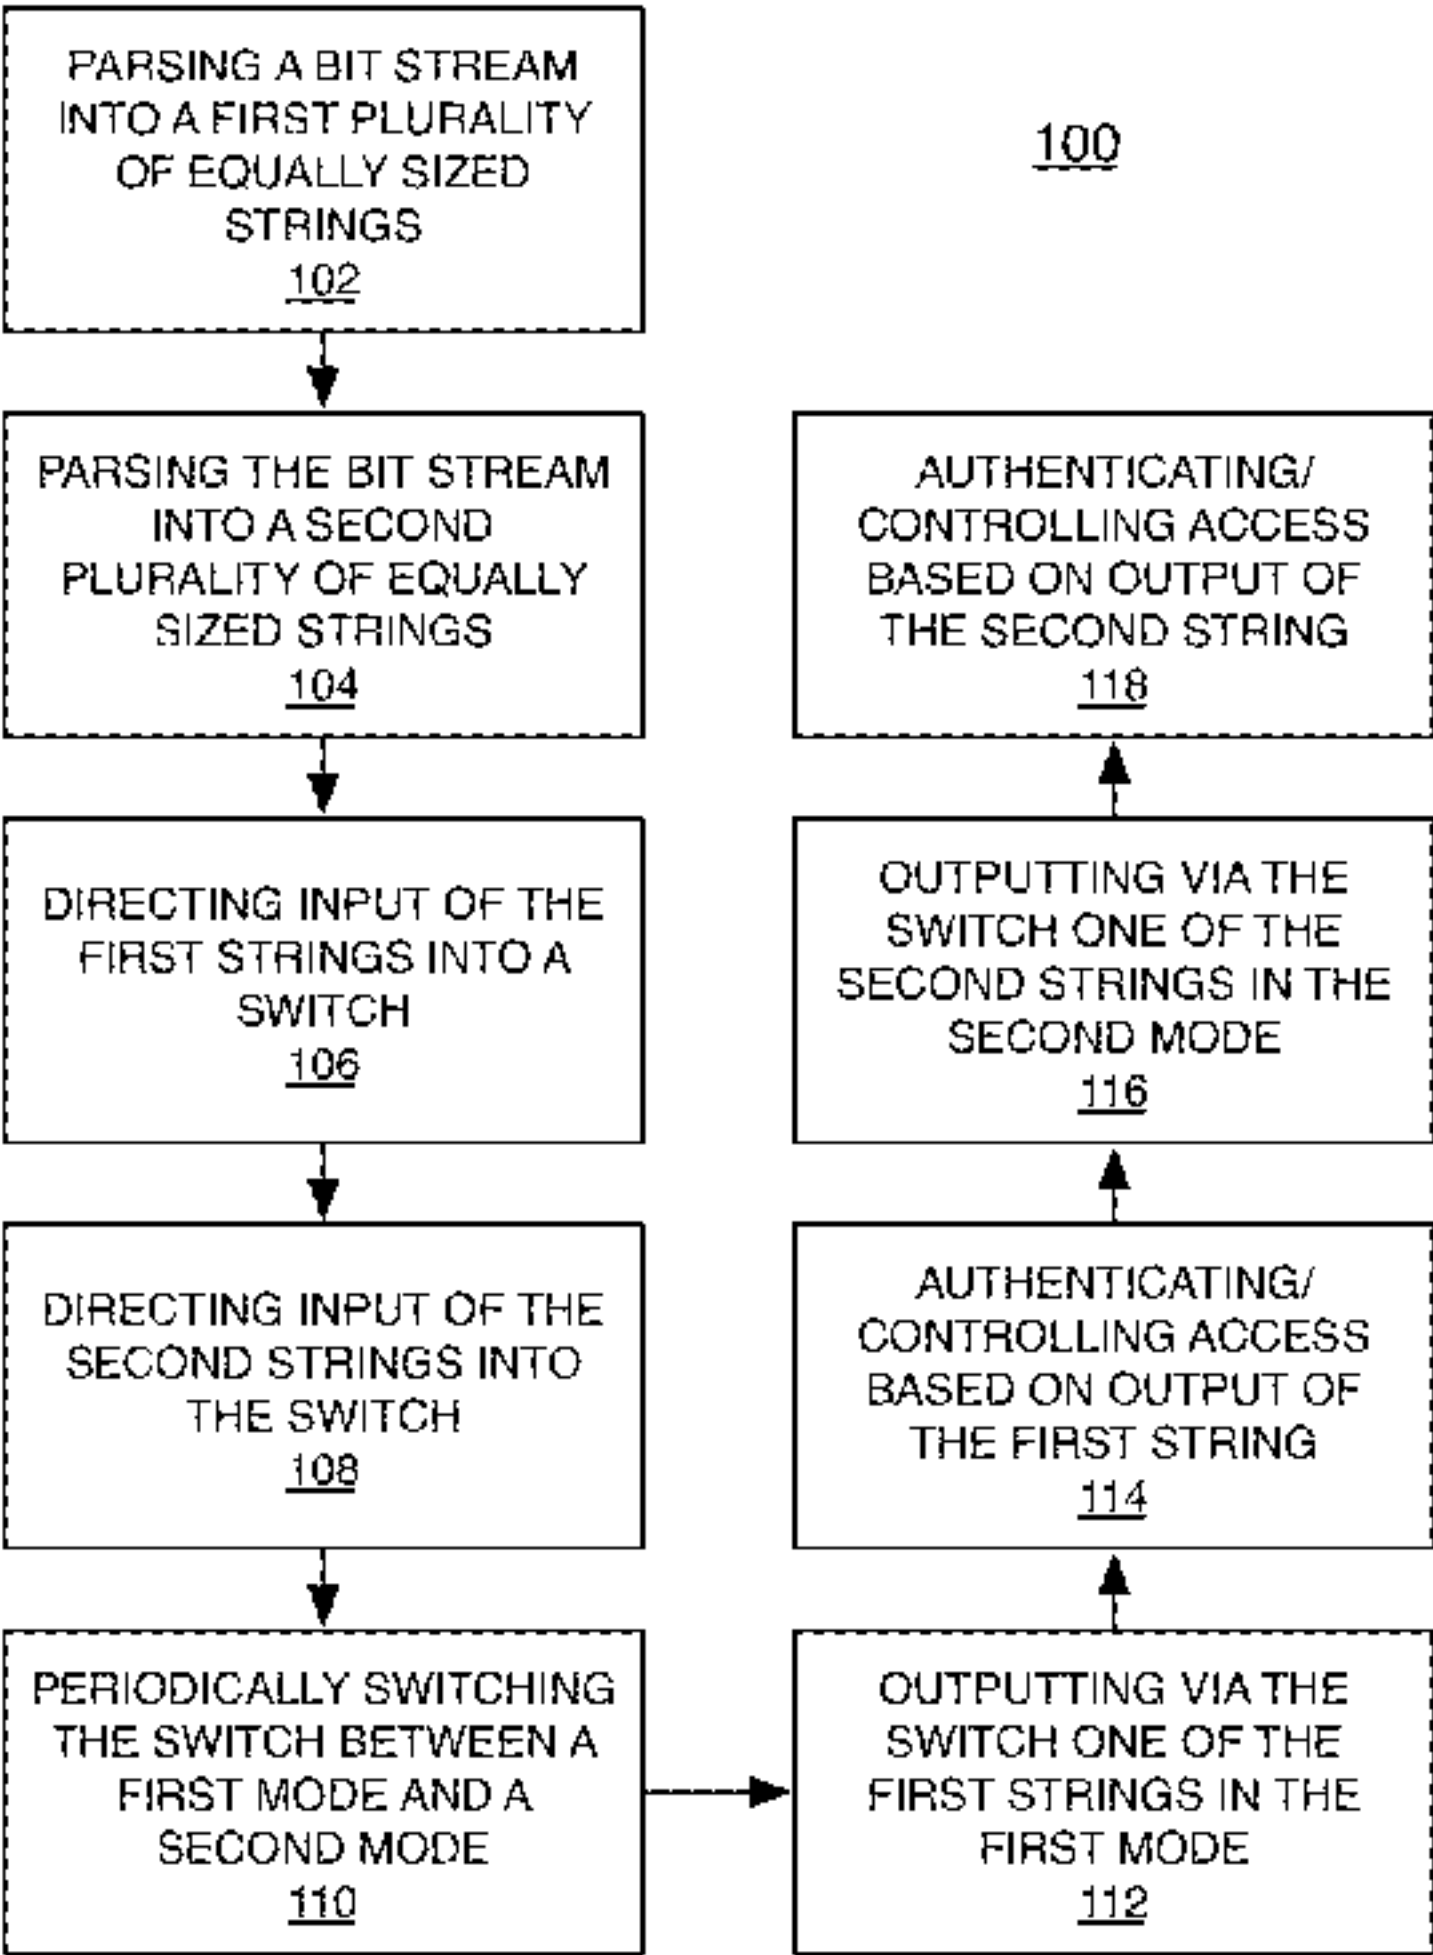 100
PARSING A BIT STREAM
INTO A FIRST PLURALITY
OF EQUALLY SIZED
STRINGS
102
PARSING THE BIT STREAM
INTO A SECOND
PLURALITY OF EQUALLY
SIZED STRINGS
104
DIRECTING INPUT OF THE
FIRST STRINGS INTO A
SWITCH
106
DIRECTING INPUT OF THE
SECOND STRINGS INTO
THE SWITCH
108
PERIODICALLY SWITCHING
THE SWITCH BETWEEN A
FIRST MODE AND A
SECOND MODE
110
OUTPUTTING VIA THE
SWITCH ONE OF THE
FIRST STRINGS IN THE
FIRST MODE
112
AUTHENTICATING/
CONTROLLING ACCESS
BASED ON OUTPUT OF
THE FIRST STRING
114
OUTPUTTING VIA THE
SWITCH ONE OF THE
SECOND STRINGS IN THE
SECOND MODE
116
AUTHENTICATING/
CONTROLLING ACCESS
BASED ON OUTPUT OF
THE SECOND STRING
118